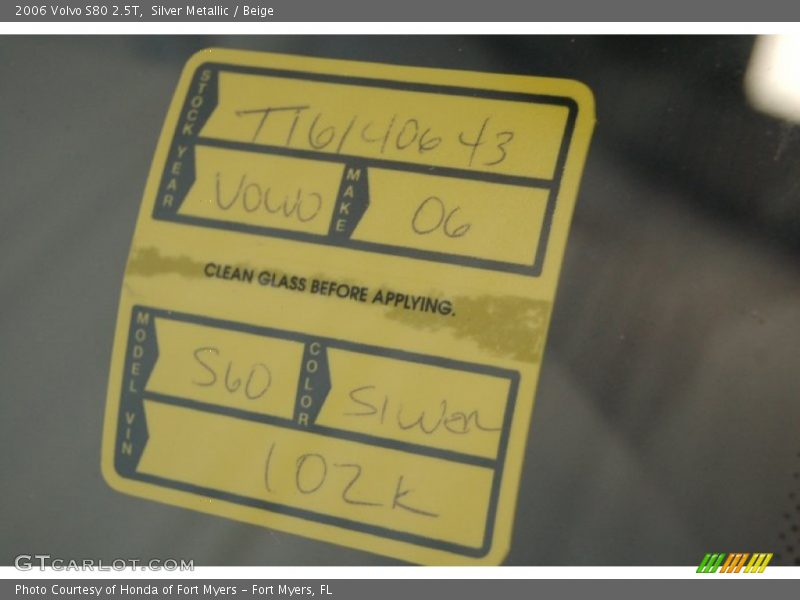 2006 Volvo S80 2.5T, Silver Metallic / Beige
STOCK T16140643
YEAR VOLVO MAKE 06
CLEAN GLASS BEFORE APPLYING.
MODEL S60 COLOR Silver
VIN 102K
GTCARLOT.COM
Photo Courtesy of Honda of Fort Myers - Fort Myers, FL